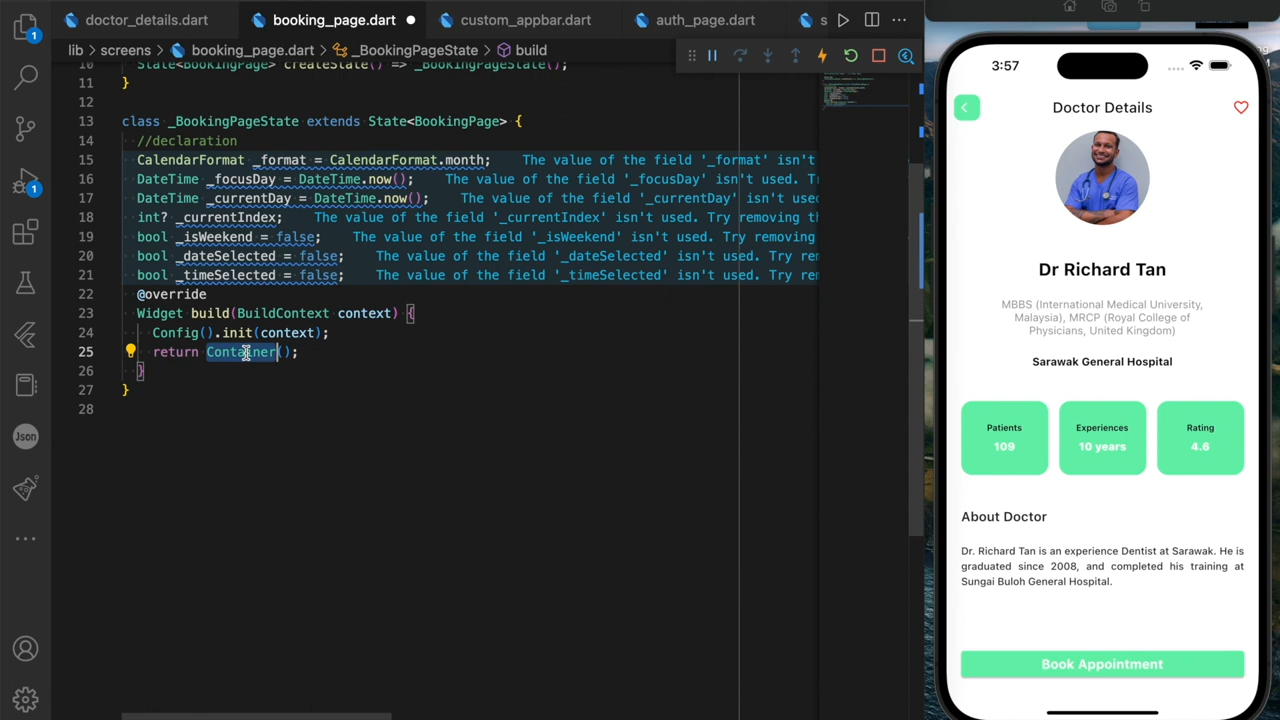 doctor_details.dart
booking_page.dart
custom_appbar.dart
auth_page.dart
s
1
lib > screens > booking_page.dart > _BookingPageState > build
10 State<BookingPage> createState() => _BookingPageState();
11 }
12
13 class _BookingPageState extends State<BookingPage> {
14 //declaration
15 CalendarFormat _format = CalendarFormat.month; The value of the field '_format' isn't
16 DateTime _focusDay = DateTime.now(); The value of the field '_focusDay' isn't used. Tr
17 DateTime _currentDay = DateTime.now(); The value of the field '_currentDay' isn't used
18 int? _currentIndex; The value of the field '_currentIndex' isn't used. Try removing the
19 bool _isWeekend = false; The value of the field '_isWeekend' isn't used. Try removing
20 bool _dateSelected = false; The value of the field '_dateSelected' isn't used. Try rem
21 bool _timeSelected = false; The value of the field '_timeSelected' isn't used. Try rem
22 @override
23 Widget build(BuildContext context) {
24 Config().init(context);
25 return Container();
26 }
27 }
28
1
Json
3:57
Doctor Details
Dr Richard Tan
MBBS (International Medical University,
Malaysia), MRCP (Royal College of
Physicians, United Kingdom)
Sarawak General Hospital
Patients
109
Experiences
10 years
Rating
4.6
About Doctor
Dr. Richard Tan is an experience Dentist at Sarawak. He is
graduated since 2008, and completed his training at
Sungai Buloh General Hospital.
Book Appointment